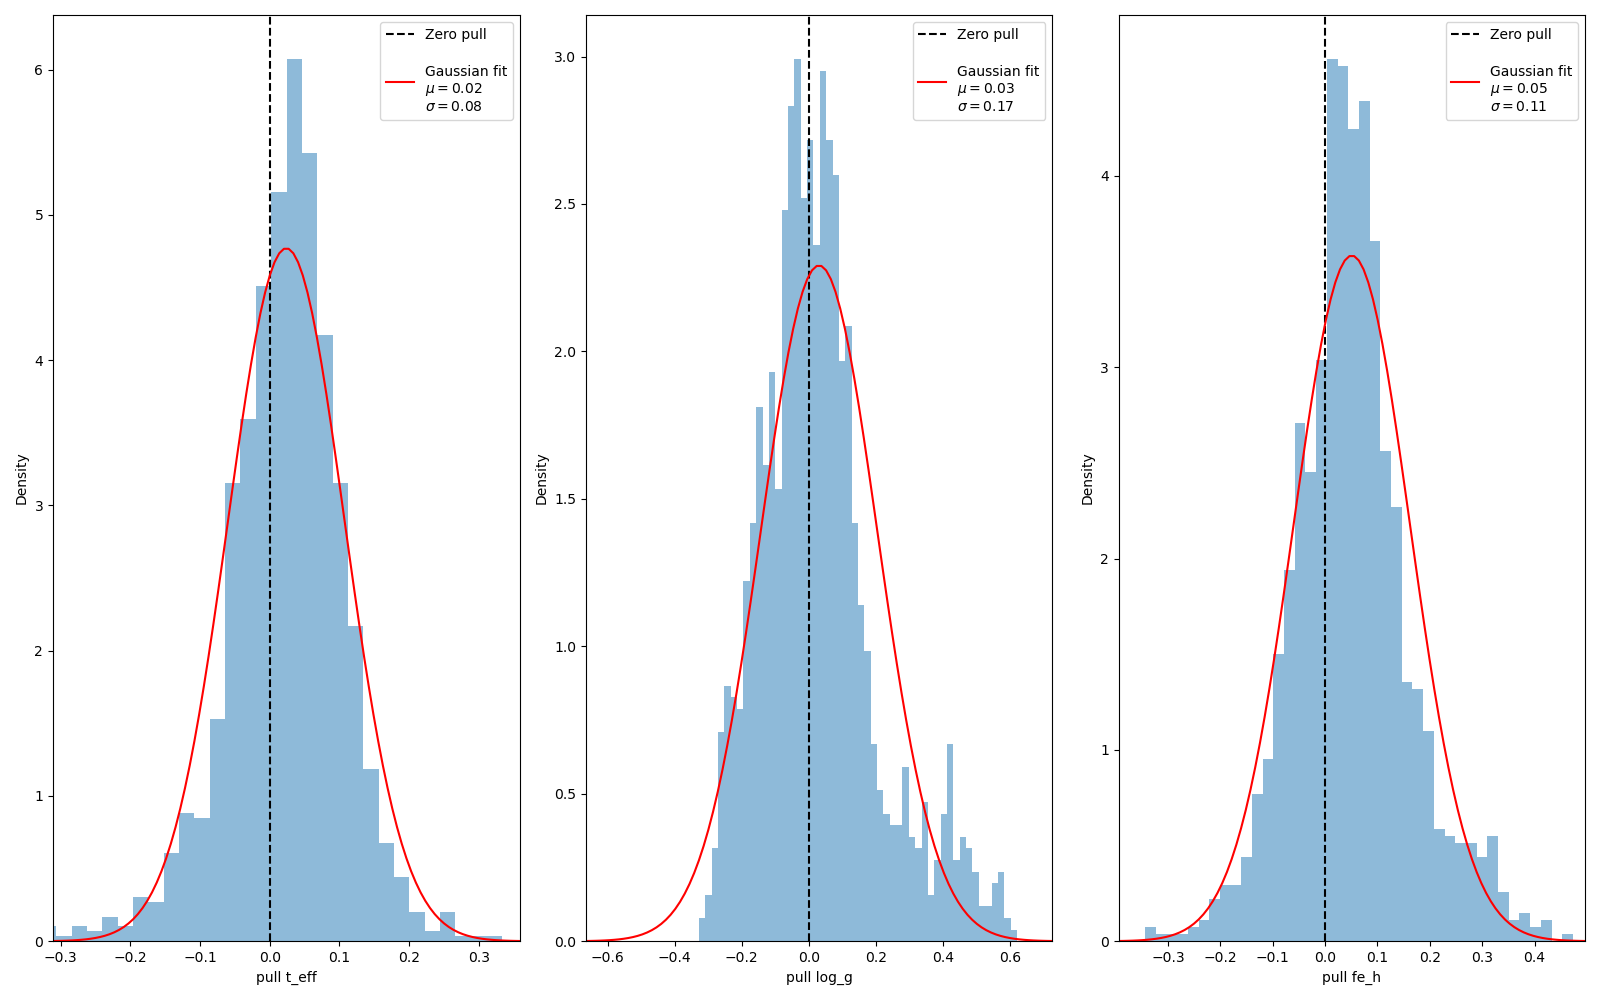 Zero pull
Gaussian fit
μ = 0.02
σ = 0.08
6
5
4
3
2
1
0
Density
−0.3 −0.2 −0.1 0.0 0.1 0.2 0.3
pull t_eff
Zero pull
Gaussian fit
μ = 0.03
σ = 0.17
3.0
2.5
2.0
1.5
1.0
0.5
0.0
Density
−0.6 −0.4 −0.2 0.0 0.2 0.4 0.6
pull log_g
Zero pull
Gaussian fit
μ = 0.05
σ = 0.11
4
3
2
1
0
Density
−0.3 −0.2 −0.1 0.0 0.1 0.2 0.3 0.4
pull fe_h